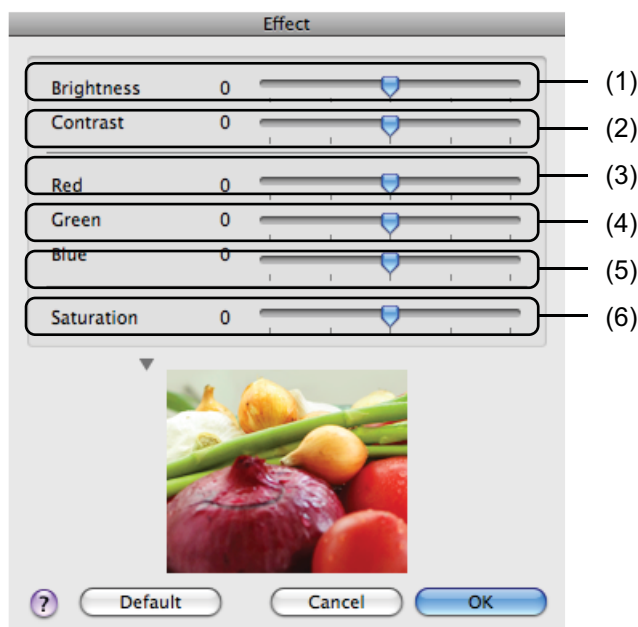 Effect
Brightness 0 (1)
Contrast 0 (2)
Red 0 (3)
Green 0 (4)
Blue 0 (5)
Saturation 0 (6)
? Default Cancel OK